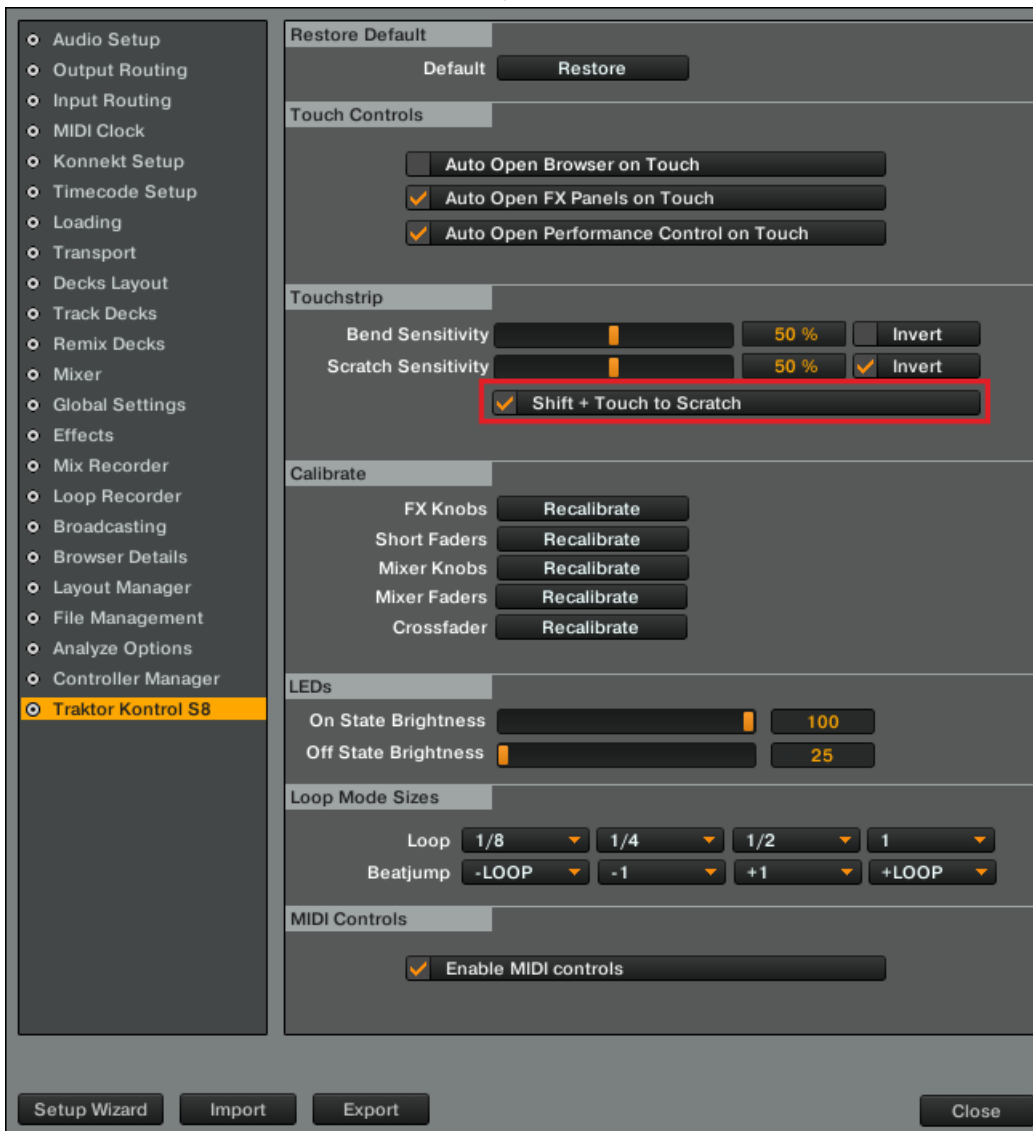 Audio Setup
Output Routing
Input Routing
MIDI Clock
Konnekt Setup
Timecode Setup
Loading
Transport
Decks Layout
Track Decks
Remix Decks
Mixer
Global Settings
Effects
Mix Recorder
Loop Recorder
Broadcasting
Browser Details
Layout Manager
File Management
Analyze Options
Controller Manager
Traktor Kontrol S8
Restore Default
Default Restore
Touch Controls
Auto Open Browser on Touch
Auto Open FX Panels on Touch
Auto Open Performance Control on Touch
Touchstrip
Bend Sensitivity 50 % Invert
Scratch Sensitivity 50 % Invert
Shift + Touch to Scratch
Calibrate
FX Knobs Recalibrate
Short Faders Recalibrate
Mixer Knobs Recalibrate
Mixer Faders Recalibrate
Crossfader Recalibrate
LEDs
On State Brightness 100
Off State Brightness 25
Loop Mode Sizes
Loop 1/8 1/4 1/2 1
Beatjump -LOOP -1 +1 +LOOP
MIDI Controls
Enable MIDI controls
Setup Wizard Import Export Close